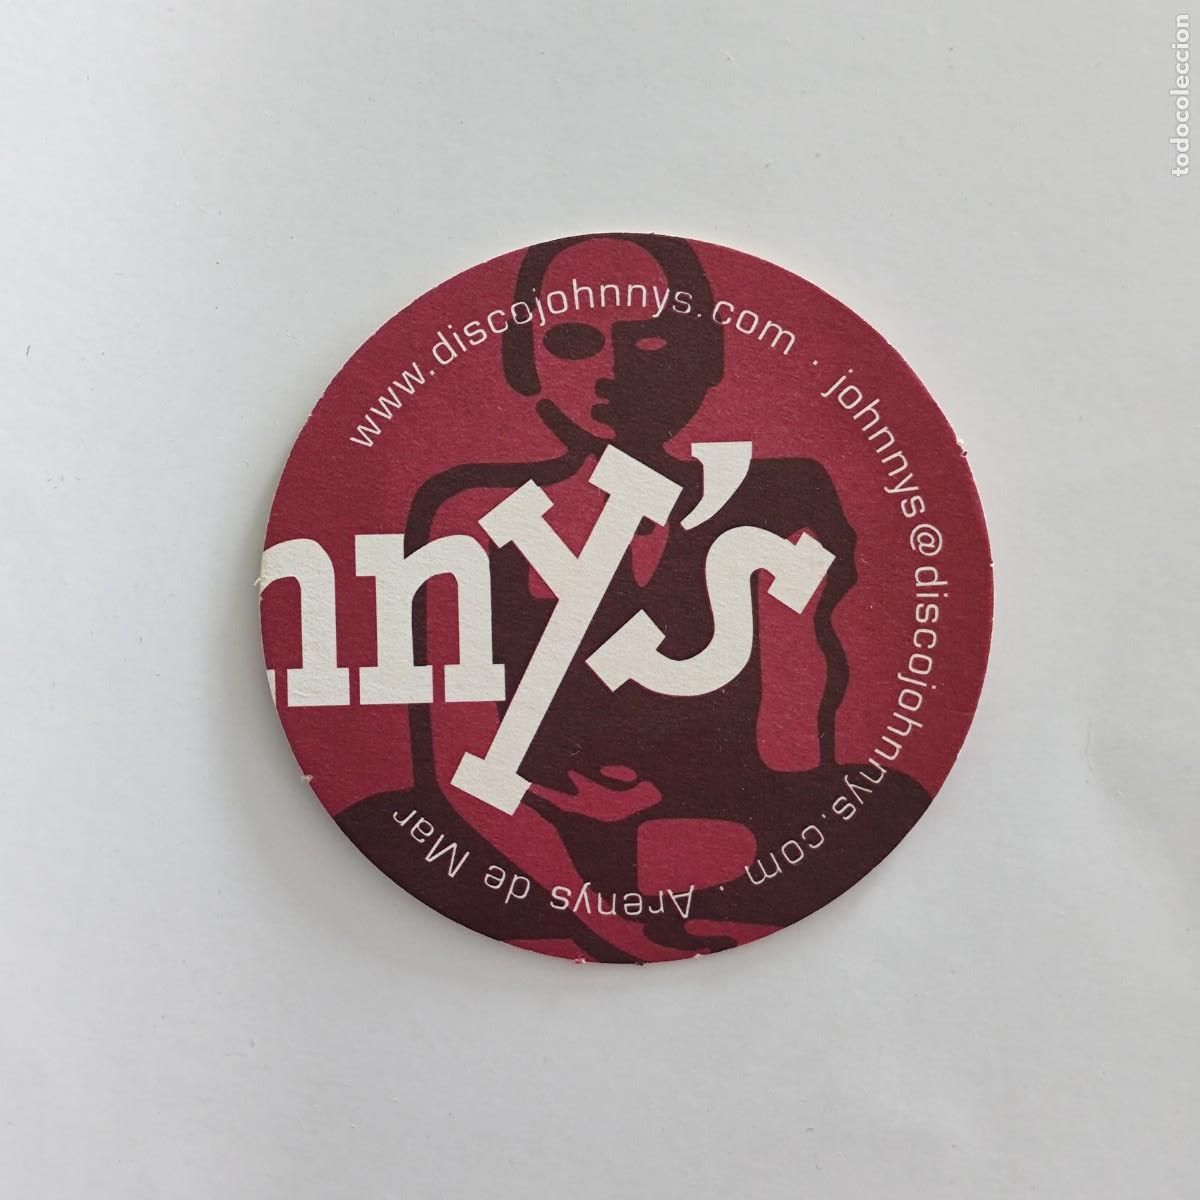 www.discojohnnys.com . johnnys@discojohnnys.com . Arenys de Mar
nny's
todocoleccion